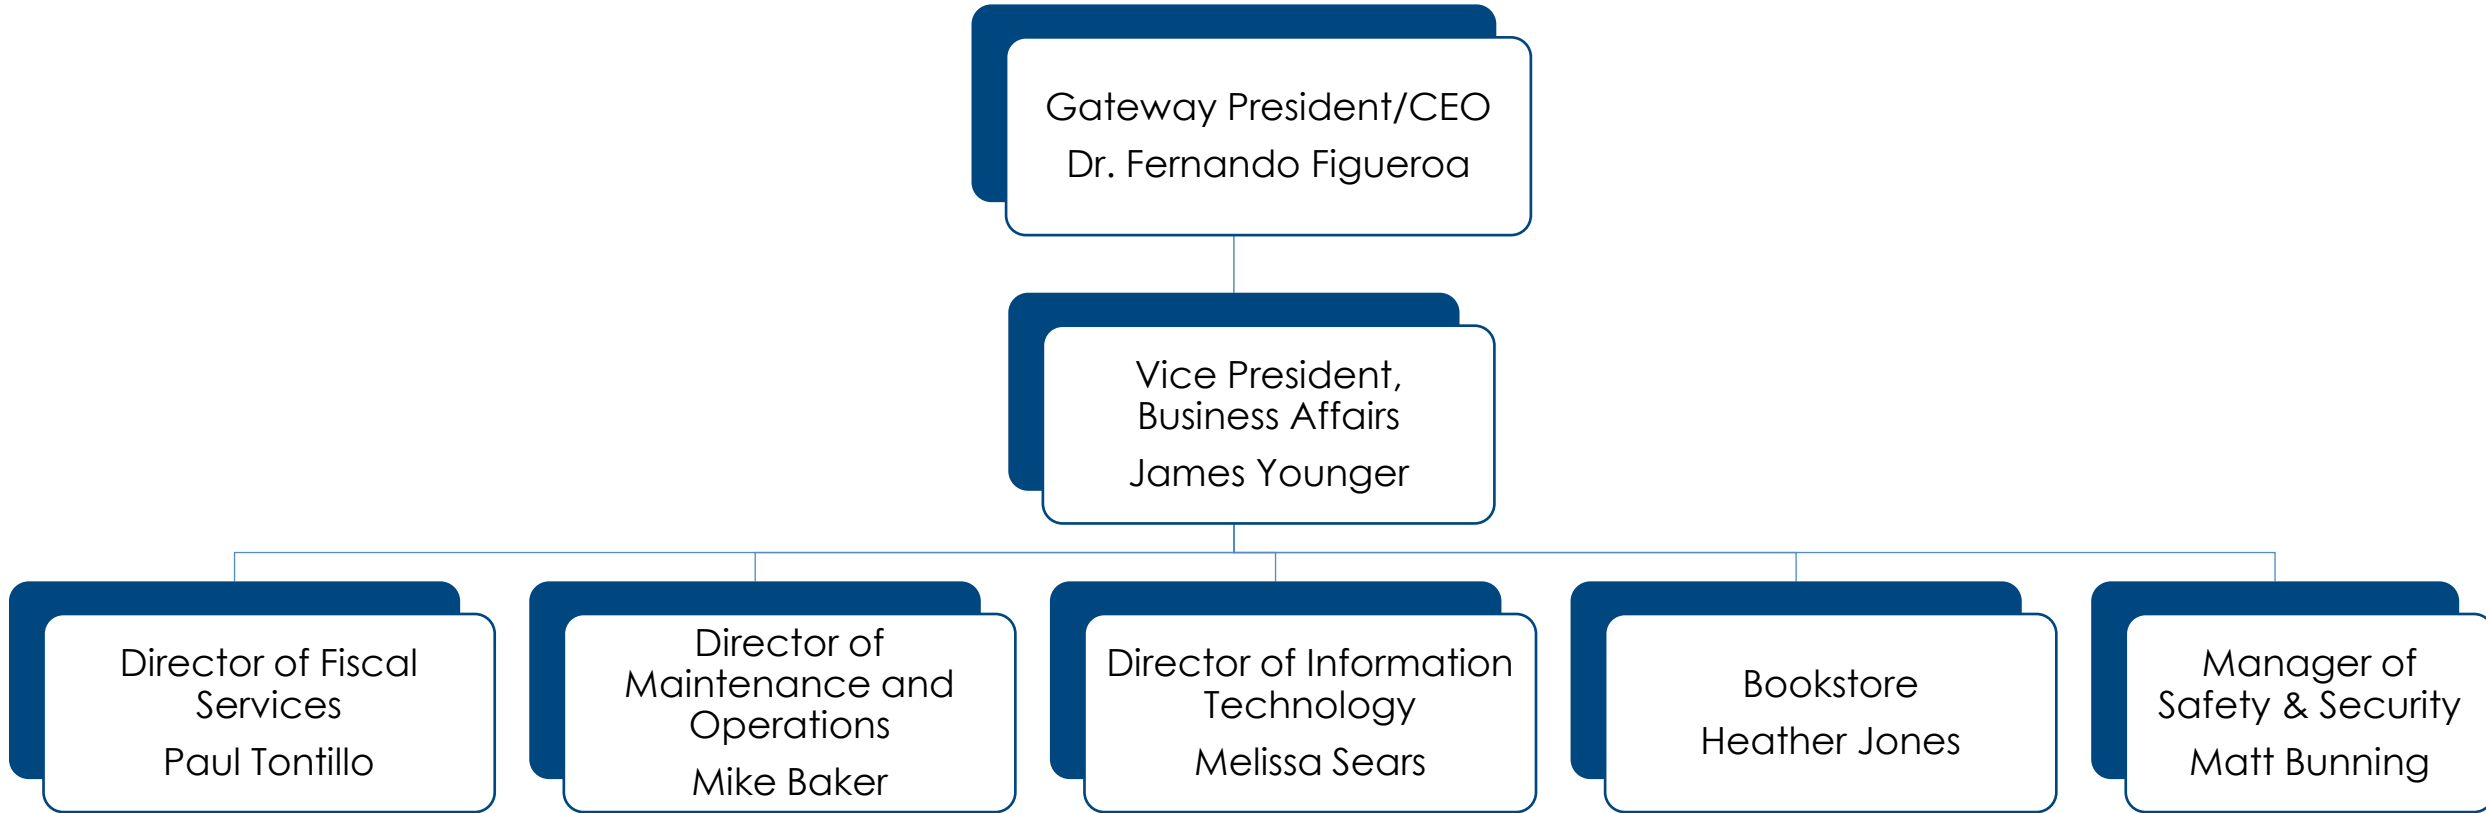 Gateway President/CEO
Dr. Fernando Figueroa
Vice President,
Business Affairs
James Younger
Director of Fiscal
Services
Paul Tontillo
Director of
Maintenance and
Operations
Mike Baker
Director of Information
Technology
Melissa Sears
Bookstore
Heather Jones
Manager of
Safety & Security
Matt Bunning